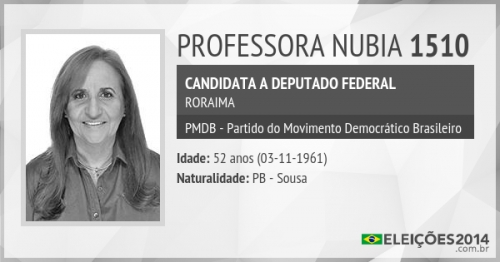 PROFESSORA NUBIA 1510
CANDIDATA A DEPUTADO FEDERAL
RORAIMA
PMDB - Partido do Movimento Democrático Brasileiro
Idade: 52 anos (03-11-1961)
Naturalidade: PB - Sousa
ELEIÇÕES2014
.com.br